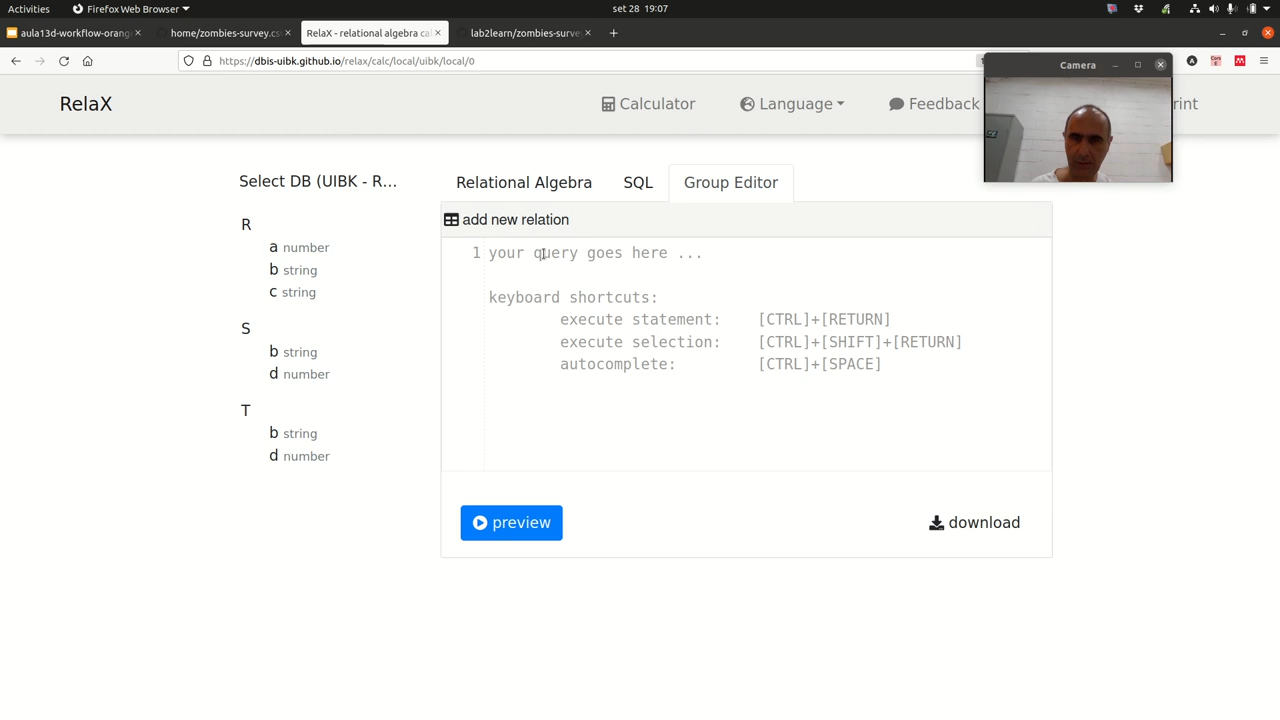 Activities Firefox Web Browser set 28 19:07
aula13d-workflow-orang home/zombies-survey.cs RelaX - relational algebra ca lab2learn/zombies-surve
https://dbis-uibk.github.io/relax/calc/local/uibk/local/0
Camera
RelaX Calculator Language Feedback rint
Select DB (UIBK - R... Relational Algebra SQL Group Editor
add new relation
R
a number
b string
c string
S
b string
d number
T
b string
d number
1 your query goes here ...
keyboard shortcuts:
execute statement: [CTRL]+[RETURN]
execute selection: [CTRL]+[SHIFT]+[RETURN]
autocomplete: [CTRL]+[SPACE]
preview download